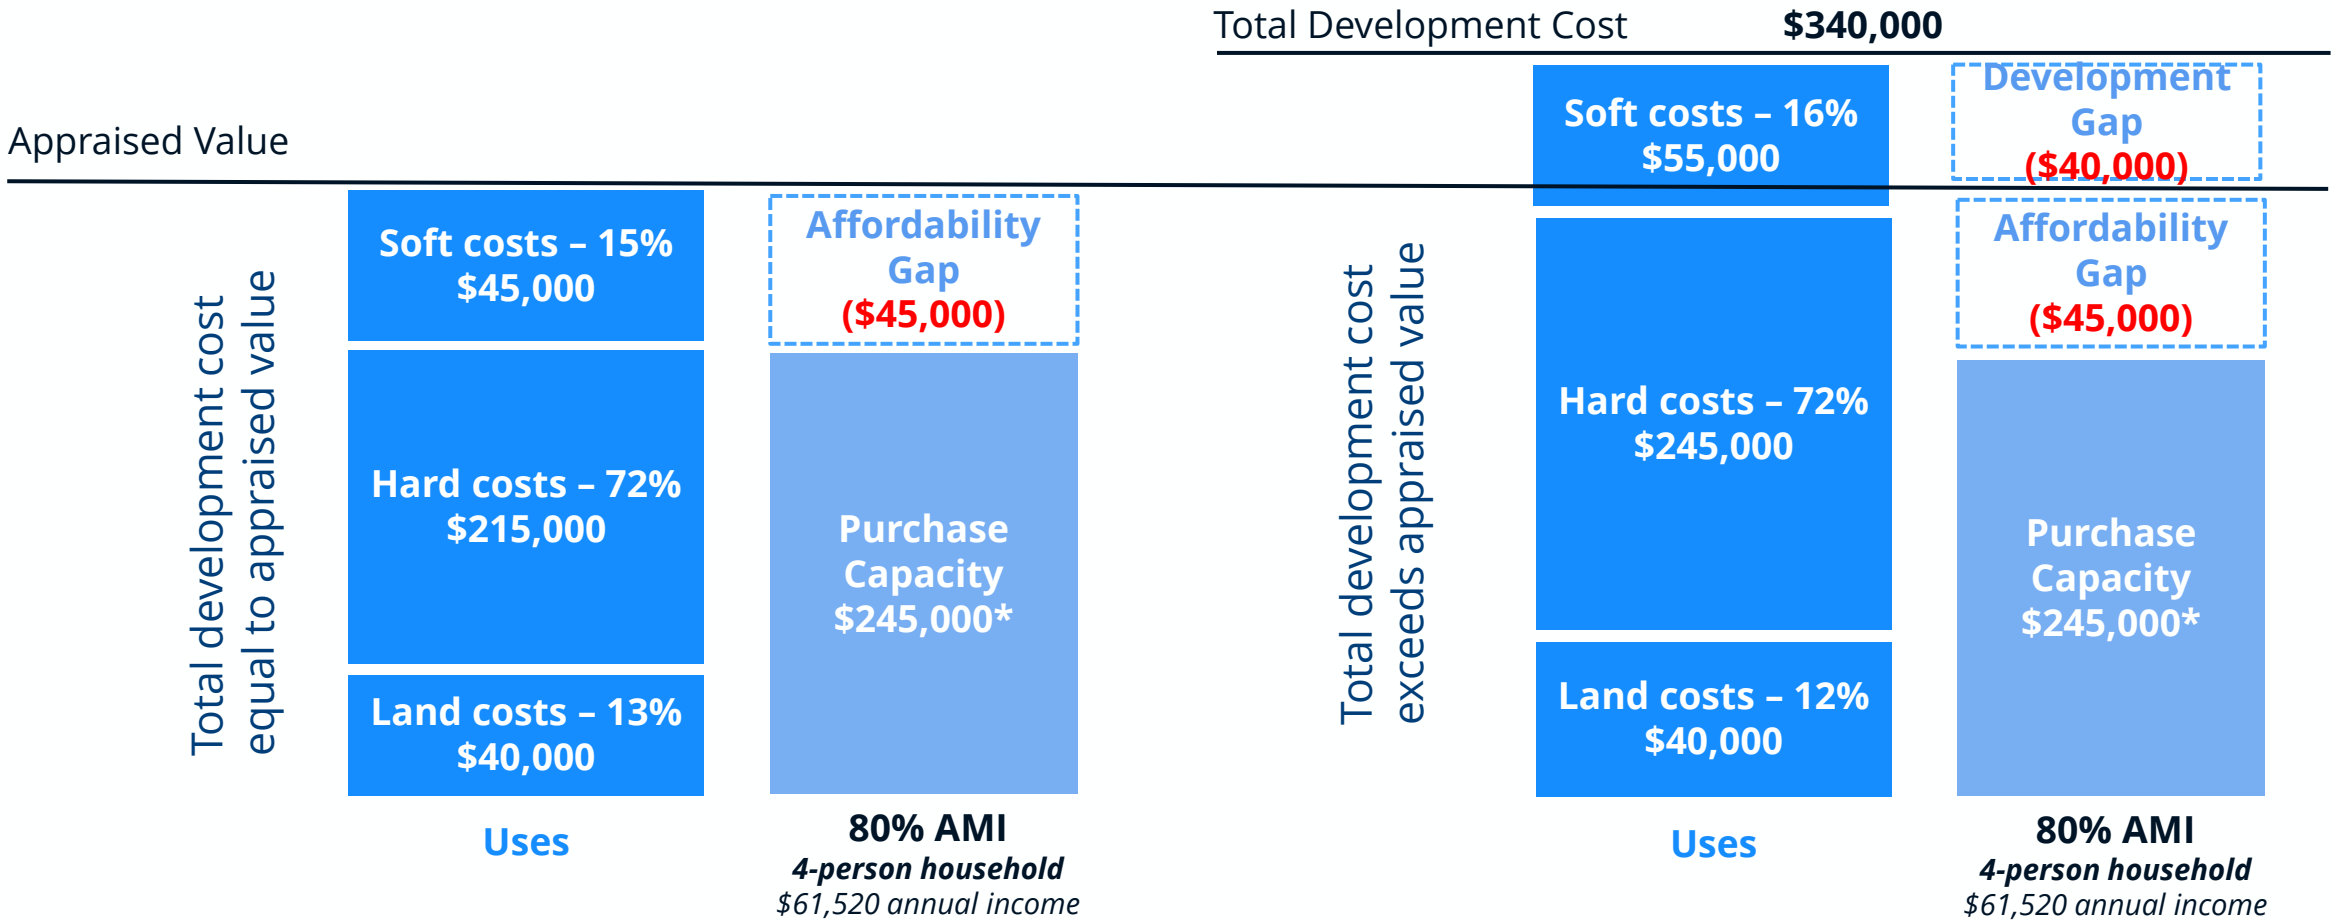 Total Development Cost $340,000
Appraised Value
Total development cost
equal to appraised value
Soft costs – 15%
$45,000
Hard costs – 72%
$215,000
Land costs – 13%
$40,000
Uses
Affordability
Gap
($45,000)
Purchase
Capacity
$245,000*
80% AMI
4-person household
$61,520 annual income
Total development cost
exceeds appraised value
Soft costs – 16%
$55,000
Hard costs – 72%
$245,000
Land costs – 12%
$40,000
Uses
Development
Gap
($40,000)
Affordability
Gap
($45,000)
Purchase
Capacity
$245,000*
80% AMI
4-person household
$61,520 annual income